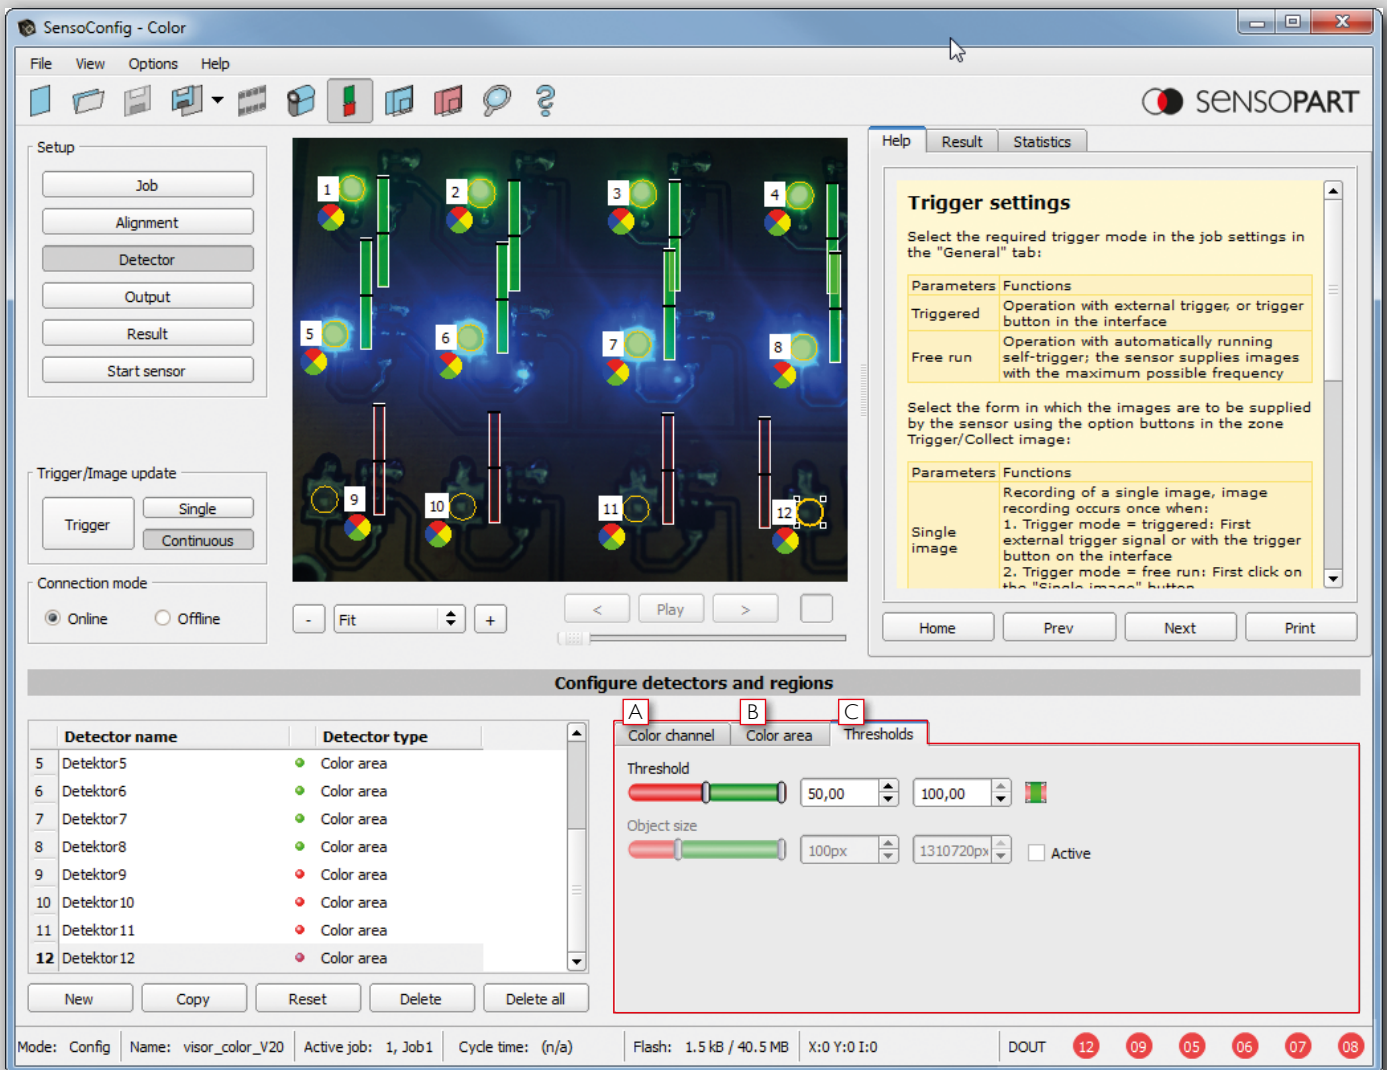 SensoConfig - Color
File View Options Help
SENSOPART
Setup
Job
Alignment
Detector
Output
Result
Start sensor
Trigger/Image update
Trigger
Single
Continuous
Connection mode
Online Offline
1 2 3 4
5 6 7 8
9 10 11 12
- Fit +
< Play >
Help Result Statistics
Trigger settings
Select the required trigger mode in the job settings in
the "General" tab:
Parameters Functions
Triggered Operation with external trigger, or trigger
button in the interface
Free run Operation with automatically running
self-trigger; the sensor supplies images
with the maximum possible frequency
Select the form in which the images are to be supplied
by the sensor using the option buttons in the zone
Trigger/Collect image:
Parameters Functions
Single
image
Recording of a single image, image
recording occurs once when:
1. Trigger mode = triggered: First
external trigger signal or with the trigger
button on the interface
2. Trigger mode = free run: First click on
the "Single image" button
Home Prev Next Print
Configure detectors and regions
Detector name Detector type
5 Detektor5 Color area
6 Detektor6 Color area
7 Detektor7 Color area
8 Detektor8 Color area
9 Detektor9 Color area
10 Detektor10 Color area
11 Detektor11 Color area
12 Detektor12 Color area
New Copy Reset Delete Delete all
A B C
Color channel Color area Thresholds
Threshold
50,00 100,00
Object size
100px 1310720px Active
Mode: Config Name: visor_color_V20 Active job: 1, Job1 Cycle time: (n/a) Flash: 1.5 kB / 40.5 MB X:0 Y:0 I:0 DOUT 12 09 05 06 07 08